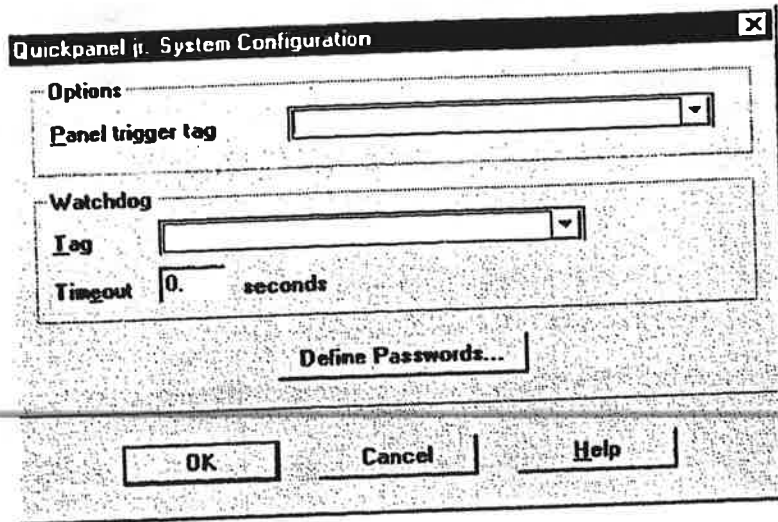 Quickpanel jr. System Configuration
Options
Panel trigger tag
Watchdog
Tag
Timeout 0. seconds
Define Passwords...
OK Cancel Help